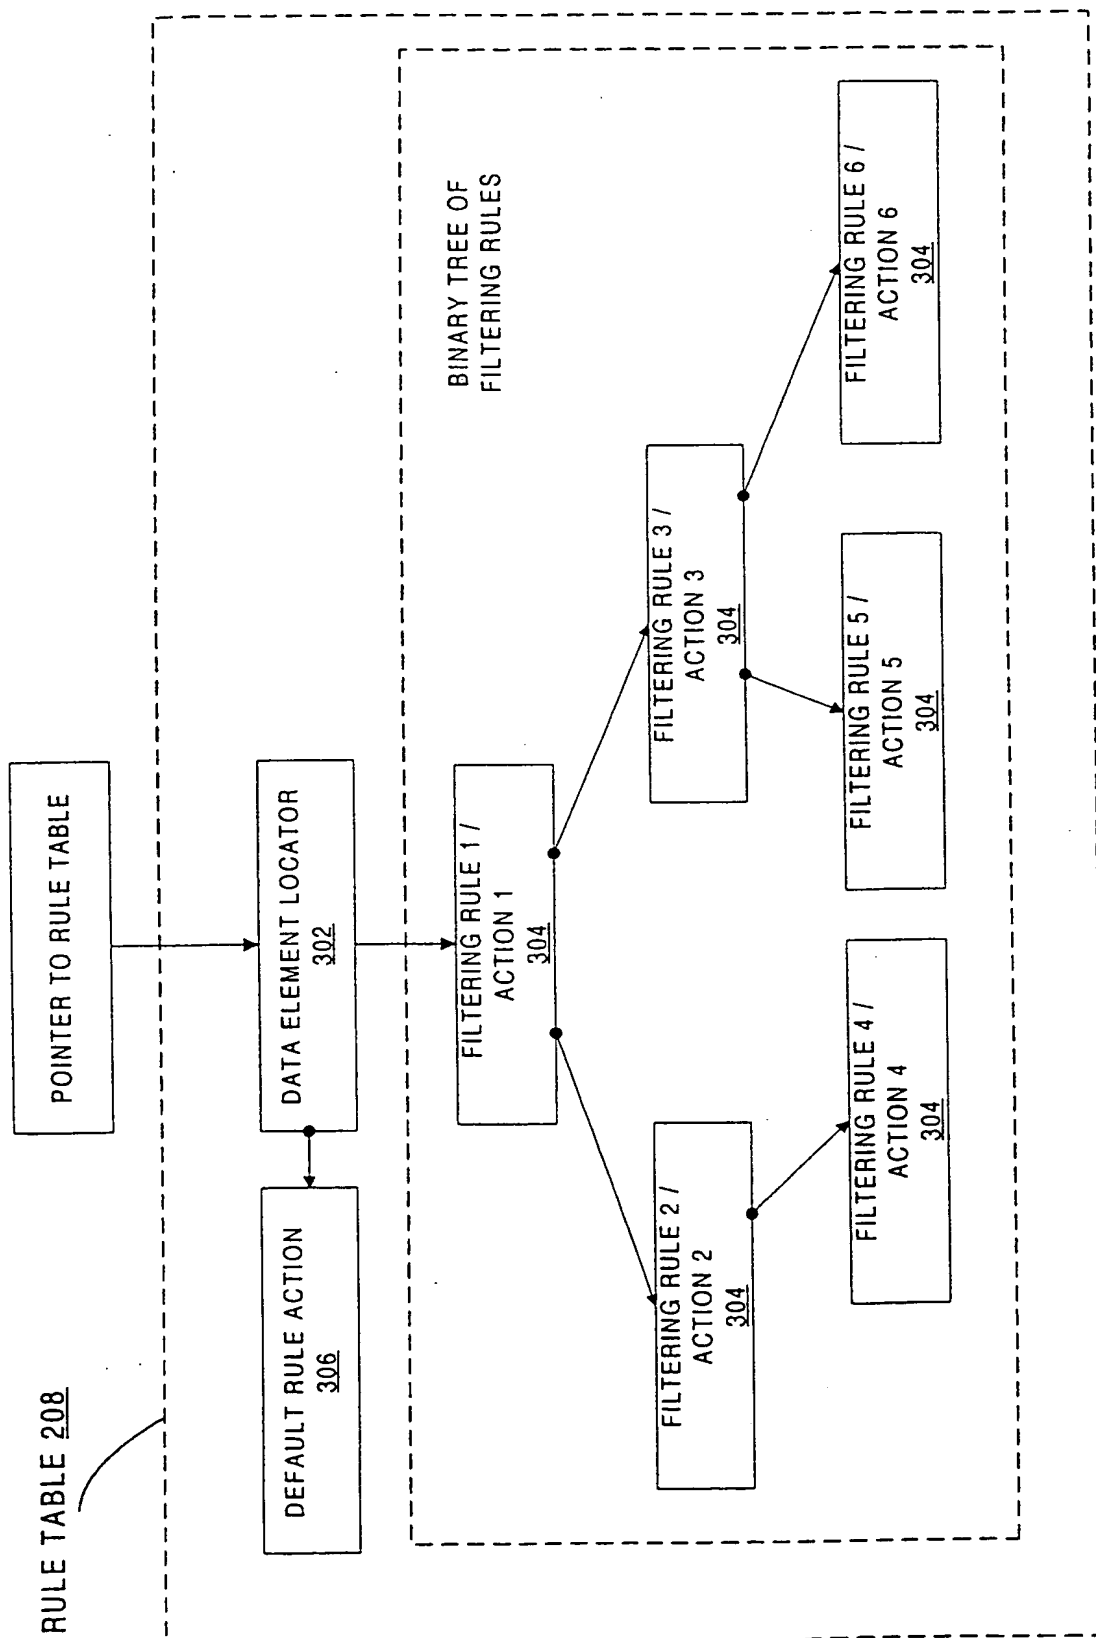 RULE TABLE 208
POINTER TO RULE TABLE
DEFAULT RULE ACTION
306
DATA ELEMENT LOCATOR
302
BINARY TREE OF
FILTERING RULES
FILTERING RULE 1 /
ACTION 1
304
FILTERING RULE 2 /
ACTION 2
304
FILTERING RULE 3 /
ACTION 3
304
FILTERING RULE 4 /
ACTION 4
304
FILTERING RULE 5 /
ACTION 5
304
FILTERING RULE 6 /
ACTION 6
304